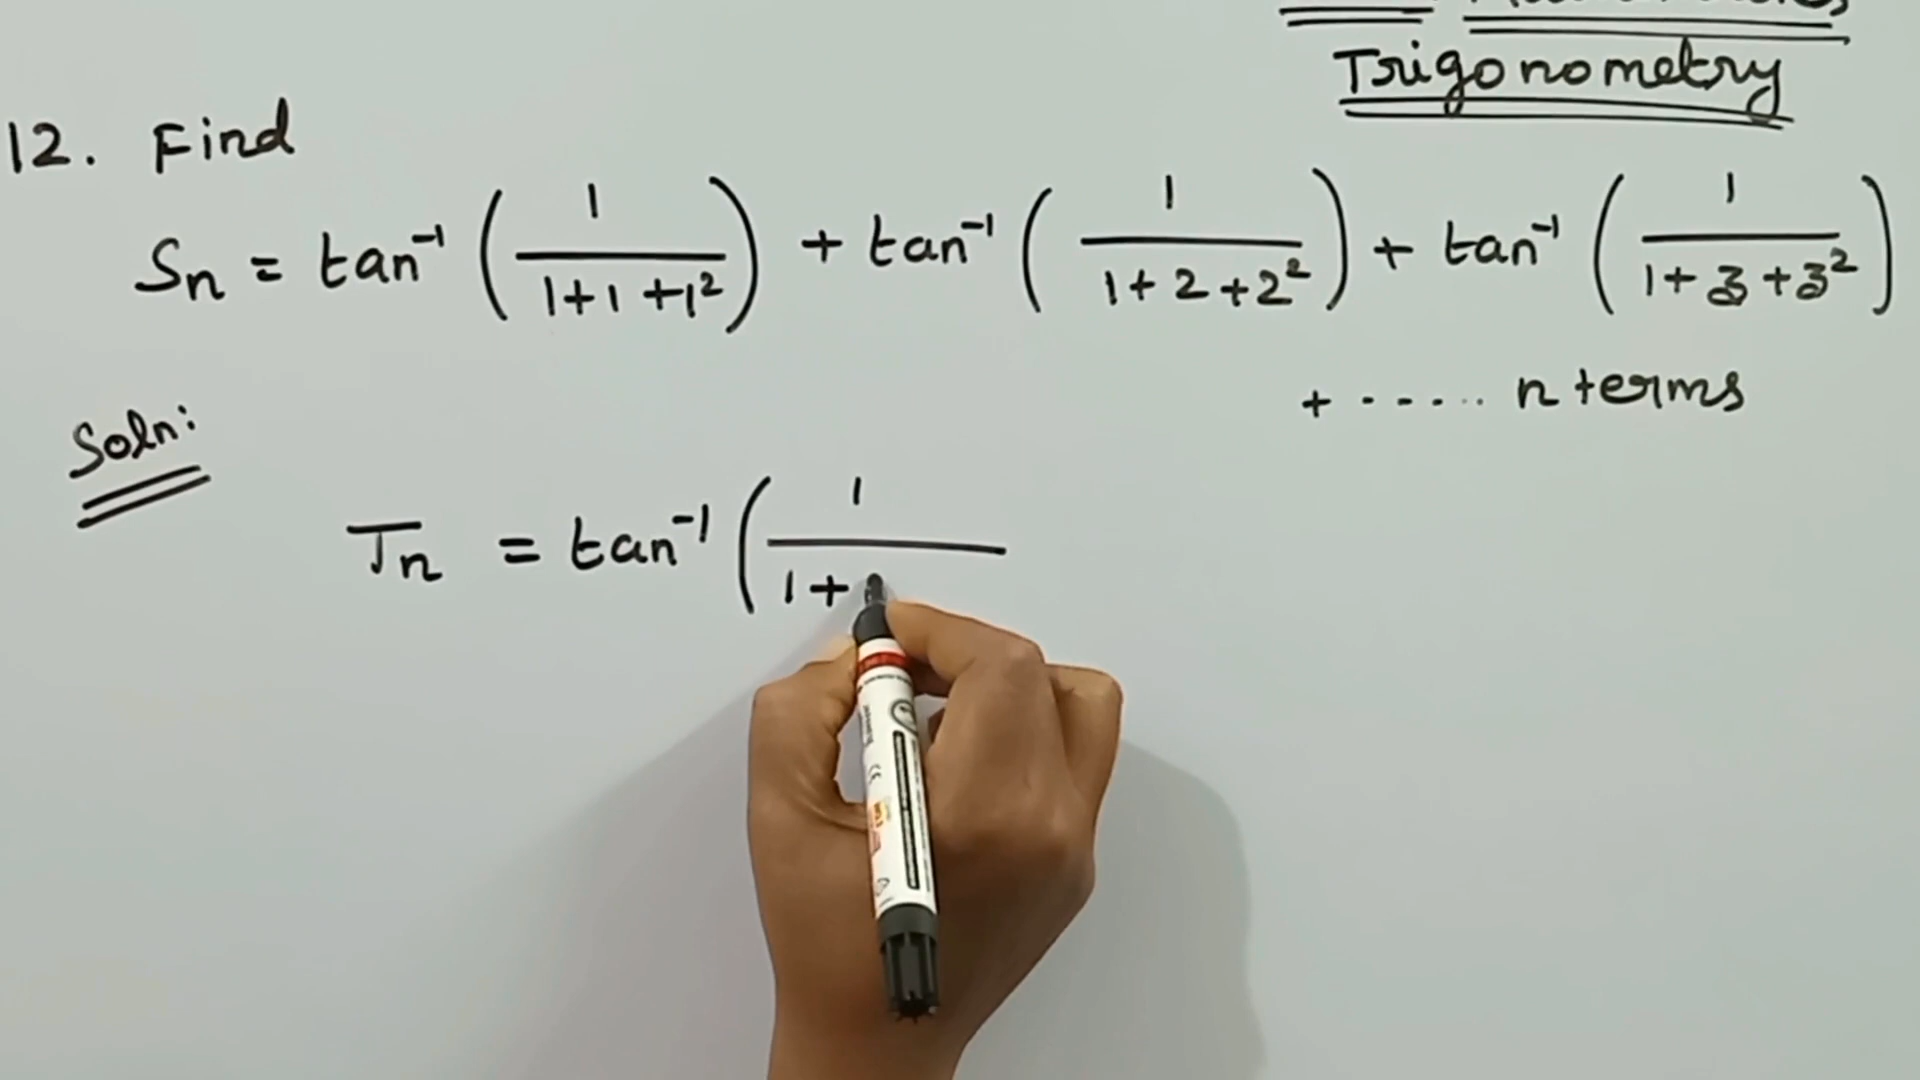 Trigonometry
12. Find
Sn = tan⁻¹ (1/(1+1+1²)) + tan⁻¹ (1/(1+2+2²)) + tan⁻¹ (1/(1+3+3²))
+ ..... n terms
Soln:
Tn = tan⁻¹ (1/(1+